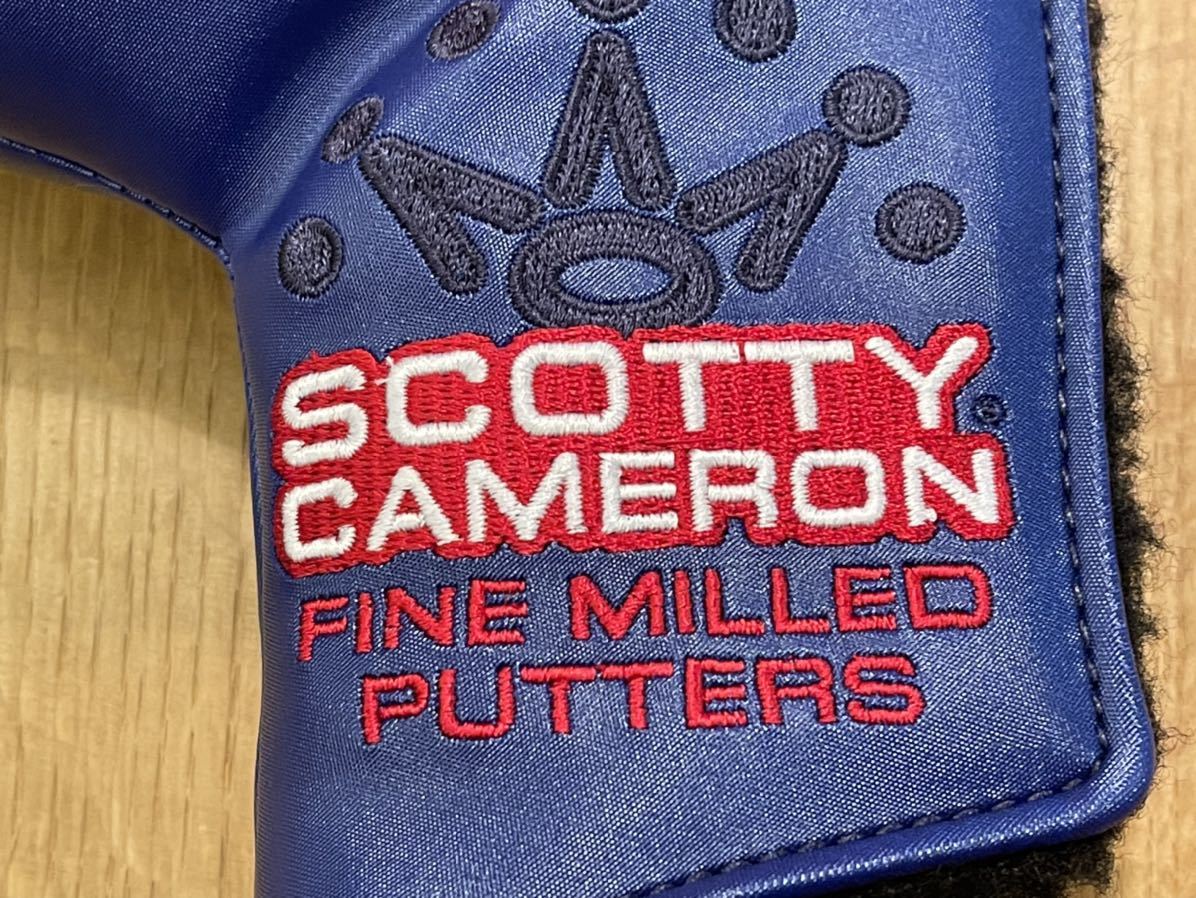 SCOTTY
CAMERON®
FINE MILLED
PUTTERS